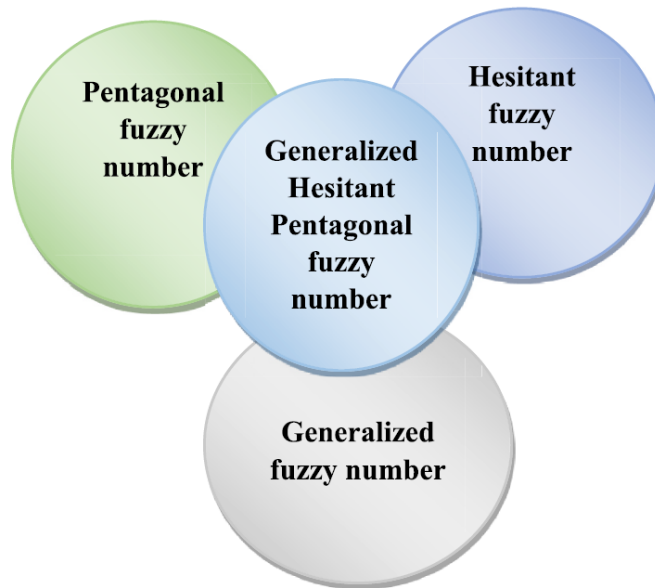 Pentagonal
fuzzy
number
Hesitant
fuzzy
number
Generalized
Hesitant
Pentagonal
fuzzy
number
Generalized
fuzzy number